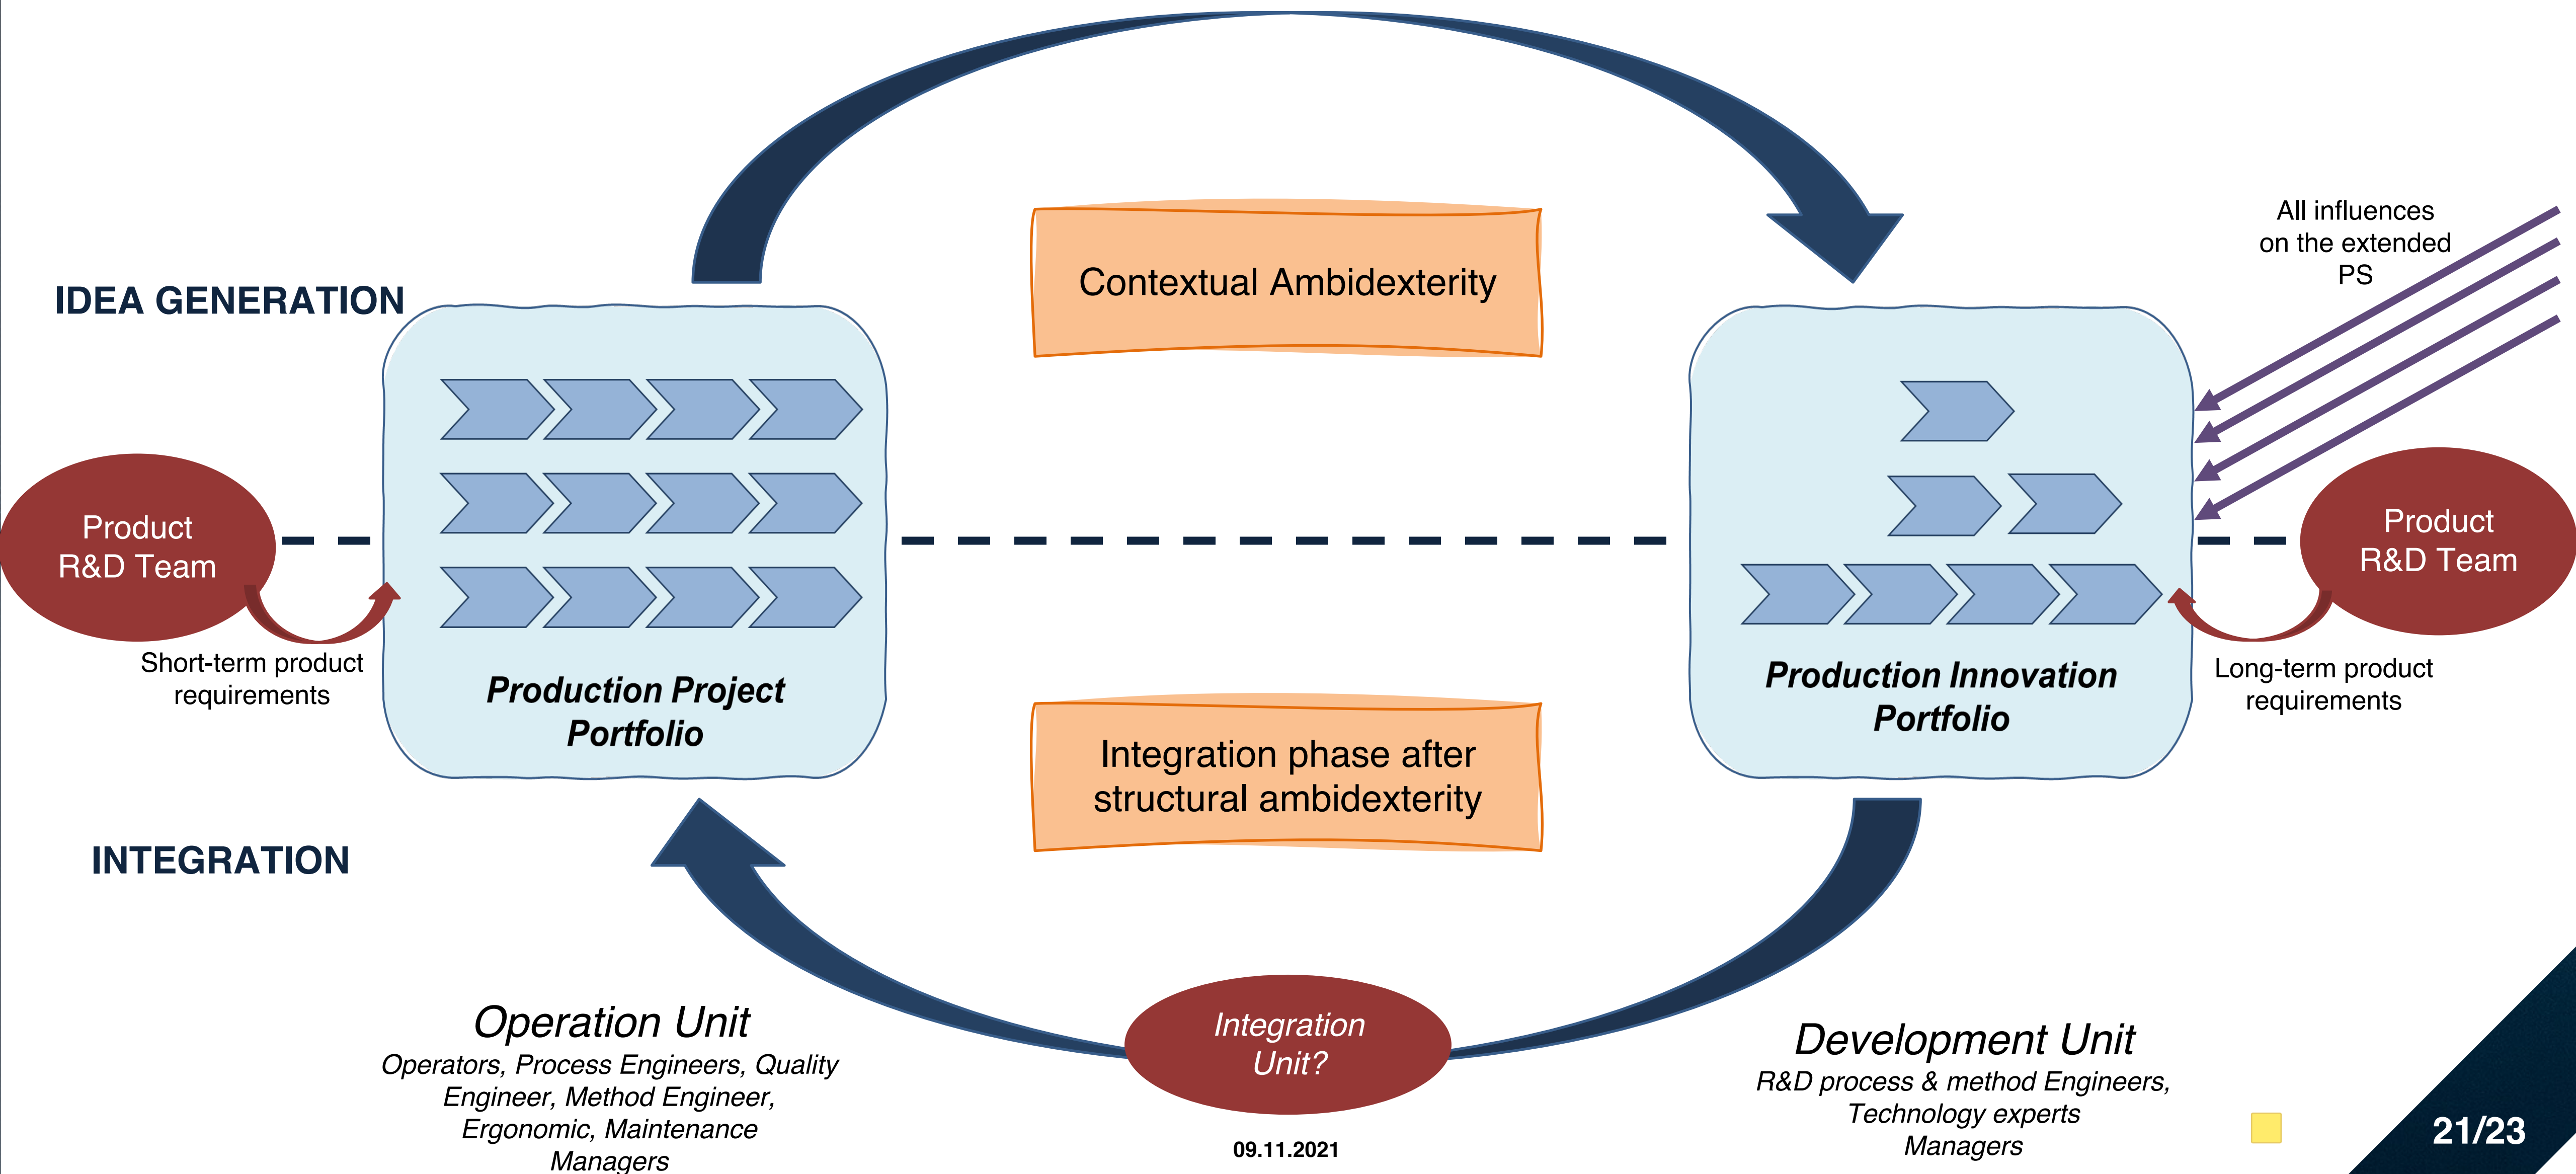 All influences
on the extended
PS
IDEA GENERATION
Contextual Ambidexterity
Product
R&D Team
Short-term product
requirements
Production Project
Portfolio
Production Innovation
Portfolio
Product
R&D Team
Long-term product
requirements
Integration phase after
structural ambidexterity
INTEGRATION
Operation Unit
Operators, Process Engineers, Quality
Engineer, Method Engineer,
Ergonomic, Maintenance
Managers
Integration
Unit?
09.11.2021
Development Unit
R&D process & method Engineers,
Technology experts
Managers
21/23